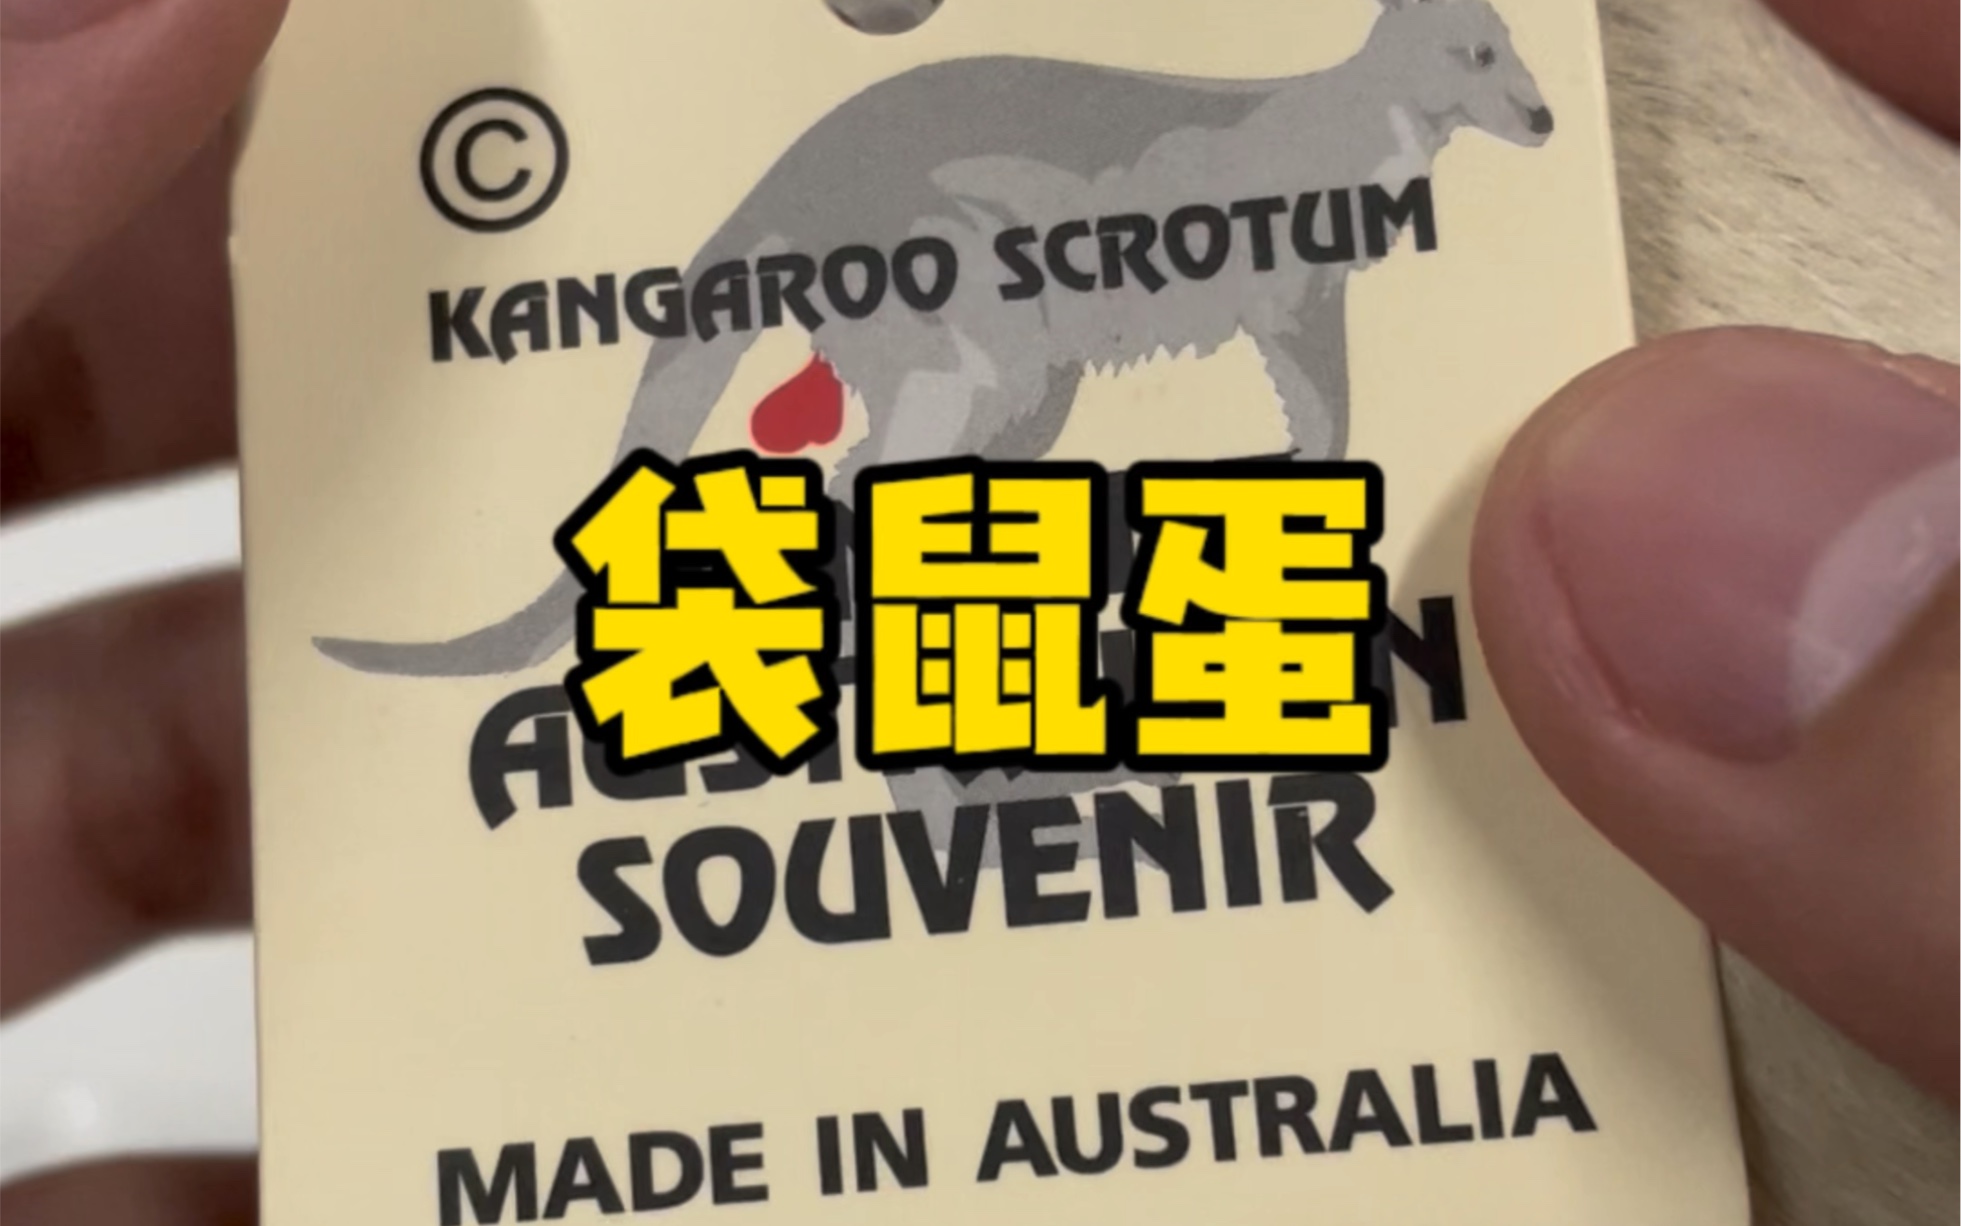 ©
KANGAROO SCROTUM
袋鼠蛋
SOUVENIR
MADE IN AUSTRALIA